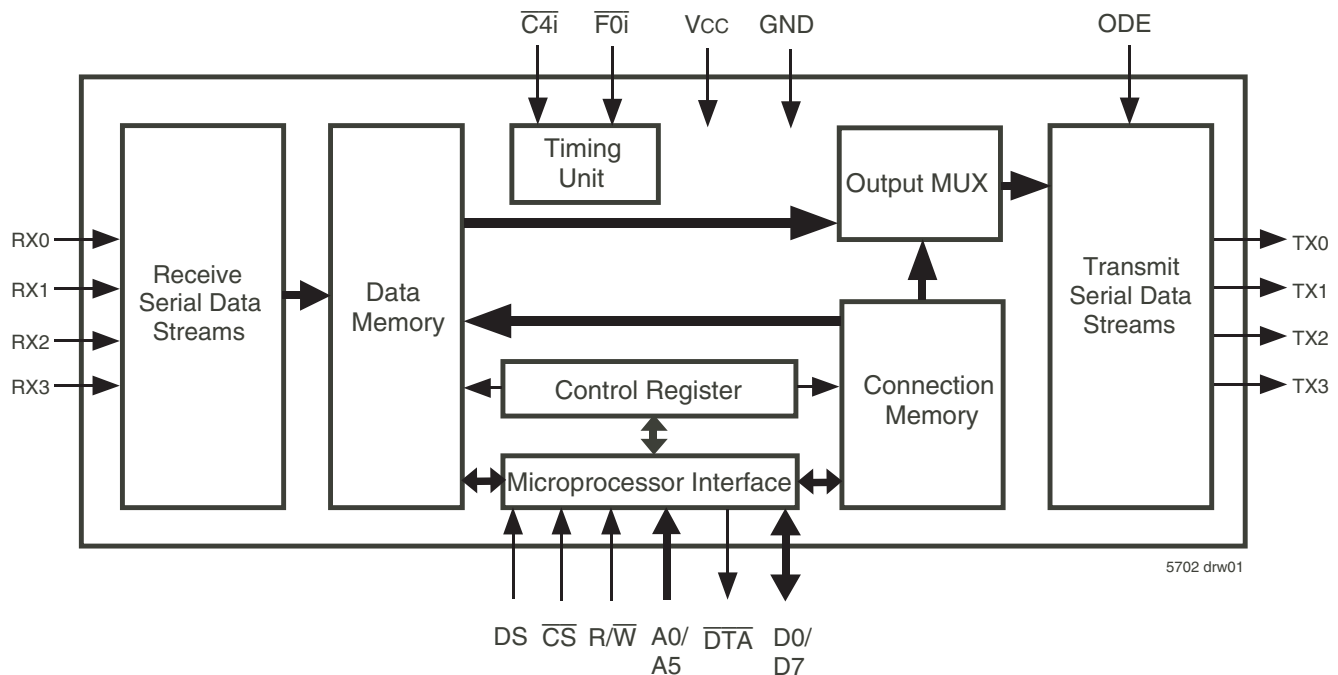 C4i F0i VCC GND ODE
Timing
Unit
Output MUX
RX0
RX1
RX2
RX3
Receive
Serial Data
Streams
Data
Memory
Transmit
Serial Data
Streams
TX0
TX1
TX2
TX3
Control Register
Connection
Memory
Microprocessor Interface
5702 drw01
DS CS R/W A0/ DTA D0/
A5 D7